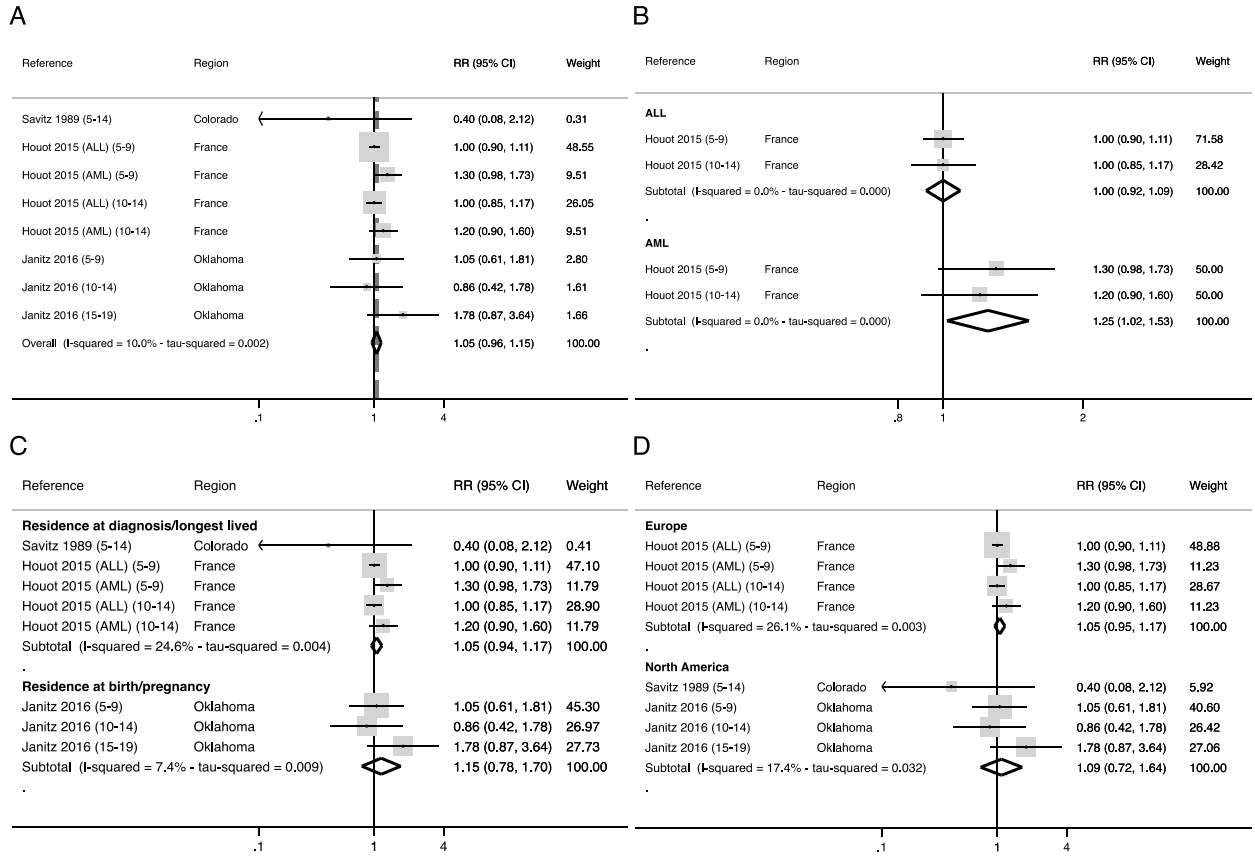 A
Reference Region RR (95% CI) Weight
Savitz 1989 (5-14) Colorado 0.40 (0.08, 2.12) 0.31
Houot 2015 (ALL) (5-9) France 1.00 (0.90, 1.11) 48.55
Houot 2015 (AML) (5-9) France 1.30 (0.98, 1.73) 9.51
Houot 2015 (ALL) (10-14) France 1.00 (0.85, 1.17) 26.05
Houot 2015 (AML) (10-14) France 1.20 (0.90, 1.60) 9.51
Janitz 2016 (5-9) Oklahoma 1.05 (0.61, 1.81) 2.80
Janitz 2016 (10-14) Oklahoma 0.86 (0.42, 1.78) 1.61
Janitz 2016 (15-19) Oklahoma 1.78 (0.87, 3.64) 1.66
Overall (I-squared = 10.0% - tau-squared = 0.002) 1.05 (0.96, 1.15) 100.00
.1 1 4
B
Reference Region RR (95% CI) Weight
ALL
Houot 2015 (5-9) France 1.00 (0.90, 1.11) 71.58
Houot 2015 (10-14) France 1.00 (0.85, 1.17) 28.42
Subtotal (I-squared = 0.0% - tau-squared = 0.000) 1.00 (0.92, 1.09) 100.00
.
AML
Houot 2015 (5-9) France 1.30 (0.98, 1.73) 50.00
Houot 2015 (10-14) France 1.20 (0.90, 1.60) 50.00
Subtotal (I-squared = 0.0% - tau-squared = 0.000) 1.25 (1.02, 1.53) 100.00
.
.8 1 2
C
Reference Region RR (95% CI) Weight
Residence at diagnosis/longest lived
Savitz 1989 (5-14) Colorado 0.40 (0.08, 2.12) 0.41
Houot 2015 (ALL) (5-9) France 1.00 (0.90, 1.11) 47.10
Houot 2015 (AML) (5-9) France 1.30 (0.98, 1.73) 11.79
Houot 2015 (ALL) (10-14) France 1.00 (0.85, 1.17) 28.90
Houot 2015 (AML) (10-14) France 1.20 (0.90, 1.60) 11.79
Subtotal (I-squared = 24.6% - tau-squared = 0.004) 1.05 (0.94, 1.17) 100.00
.
Residence at birth/pregnancy
Janitz 2016 (5-9) Oklahoma 1.05 (0.61, 1.81) 45.30
Janitz 2016 (10-14) Oklahoma 0.86 (0.42, 1.78) 26.97
Janitz 2016 (15-19) Oklahoma 1.78 (0.87, 3.64) 27.73
Subtotal (I-squared = 7.4% - tau-squared = 0.009) 1.15 (0.78, 1.70) 100.00
.
.1 1 4
D
Reference Region RR (95% CI) Weight
Europe
Houot 2015 (ALL) (5-9) France 1.00 (0.90, 1.11) 48.88
Houot 2015 (AML) (5-9) France 1.30 (0.98, 1.73) 11.23
Houot 2015 (ALL) (10-14) France 1.00 (0.85, 1.17) 28.67
Houot 2015 (AML) (10-14) France 1.20 (0.90, 1.60) 11.23
Subtotal (I-squared = 26.1% - tau-squared = 0.003) 1.05 (0.95, 1.17) 100.00
.
North America
Savitz 1989 (5-14) Colorado 0.40 (0.08, 2.12) 5.92
Janitz 2016 (5-9) Oklahoma 1.05 (0.61, 1.81) 40.60
Janitz 2016 (10-14) Oklahoma 0.86 (0.42, 1.78) 26.42
Janitz 2016 (15-19) Oklahoma 1.78 (0.87, 3.64) 27.06
Subtotal (I-squared = 17.4% - tau-squared = 0.032) 1.09 (0.72, 1.64) 100.00
.
.1 1 4